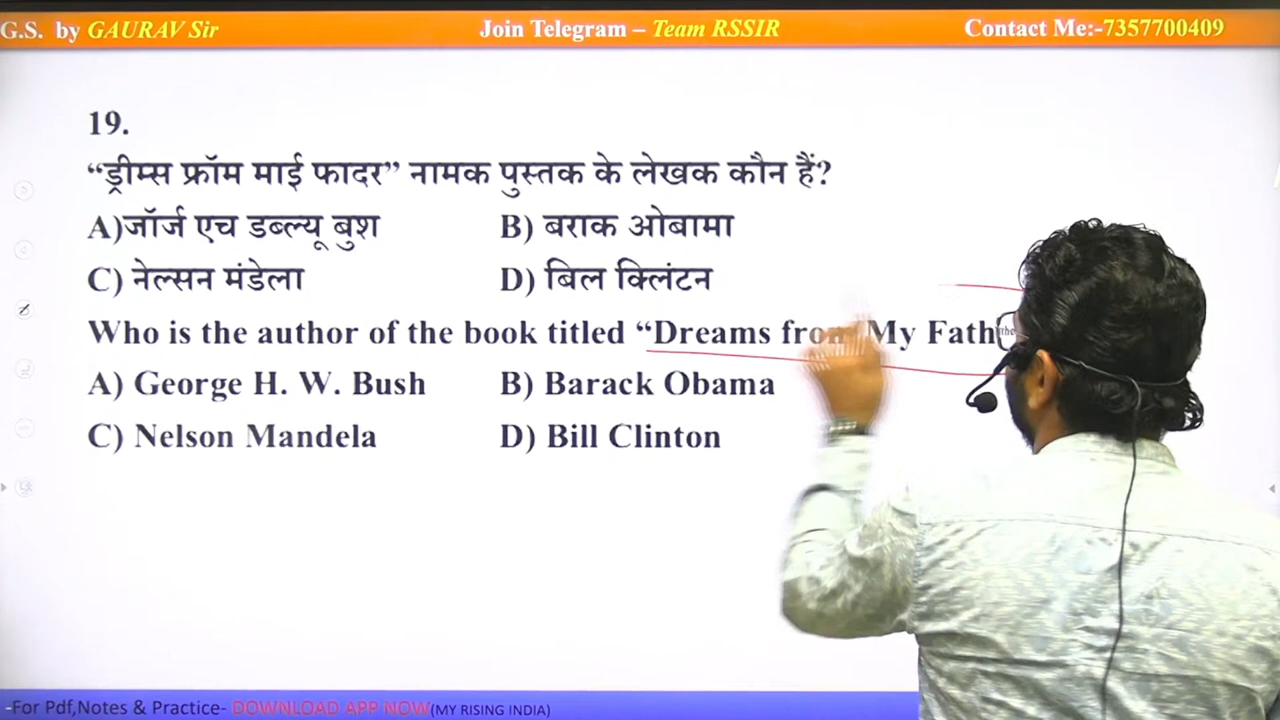 G.S. by GAURAV Sir
Join Telegram – Team RSSIR
Contact Me:-7357700409
19.
“ड्रीम्स फ्रॉम माई फादर” नामक पुस्तक के लेखक कौन हैं?
A)जॉर्ज एच डब्ल्यू बुश B) बराक ओबामा
C) नेल्सन मंडेला D) बिल क्लिंटन
Who is the author of the book titled “Dreams from My Fath
A) George H. W. Bush B) Barack Obama
C) Nelson Mandela D) Bill Clinton
-For Pdf,Notes & Practice- DOWNLOAD APP NOW(MY RISING INDIA)